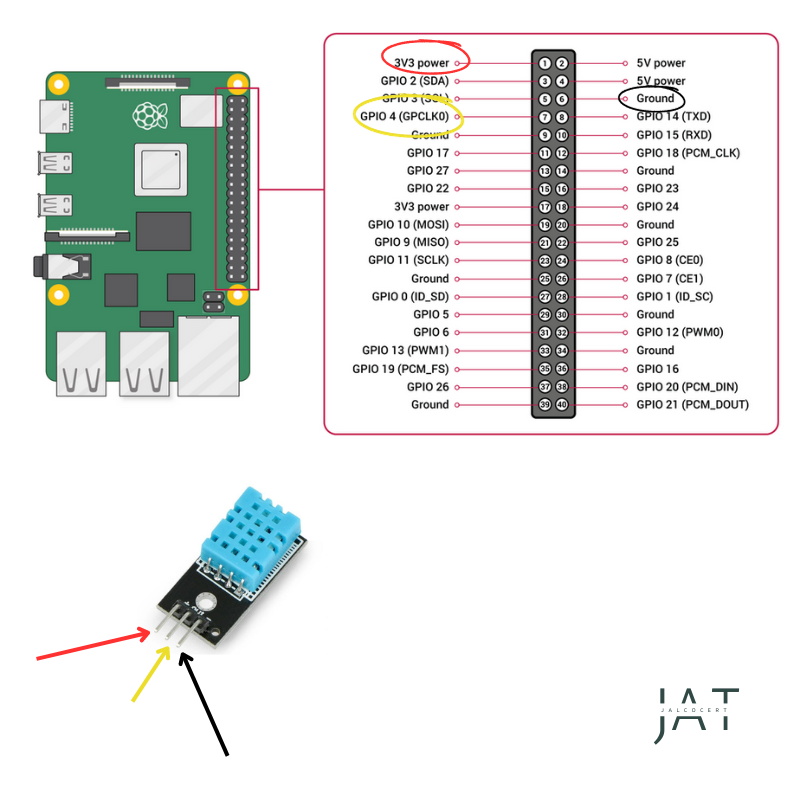 3V3 power 1 2 5V power
GPIO 2 (SDA) 3 4 5V power
GPIO 3 (SCL) 5 6 Ground
GPIO 4 (GPCLK0) 7 8 GPIO 14 (TXD)
Ground 9 10 GPIO 15 (RXD)
GPIO 17 11 12 GPIO 18 (PCM_CLK)
GPIO 27 13 14 Ground
GPIO 22 15 16 GPIO 23
3V3 power 17 18 GPIO 24
GPIO 10 (MOSI) 19 20 Ground
GPIO 9 (MISO) 21 22 GPIO 25
GPIO 11 (SCLK) 23 24 GPIO 8 (CE0)
Ground 25 26 GPIO 7 (CE1)
GPIO 0 (ID_SD) 27 28 GPIO 1 (ID_SC)
GPIO 5 29 30 Ground
GPIO 6 31 32 GPIO 12 (PWM0)
GPIO 13 (PWM1) 33 34 Ground
GPIO 19 (PCM_FS) 35 36 GPIO 16
GPIO 26 37 38 GPIO 20 (PCM_DIN)
Ground 39 40 GPIO 21 (PCM_DOUT)
JAT
JALCOCERT